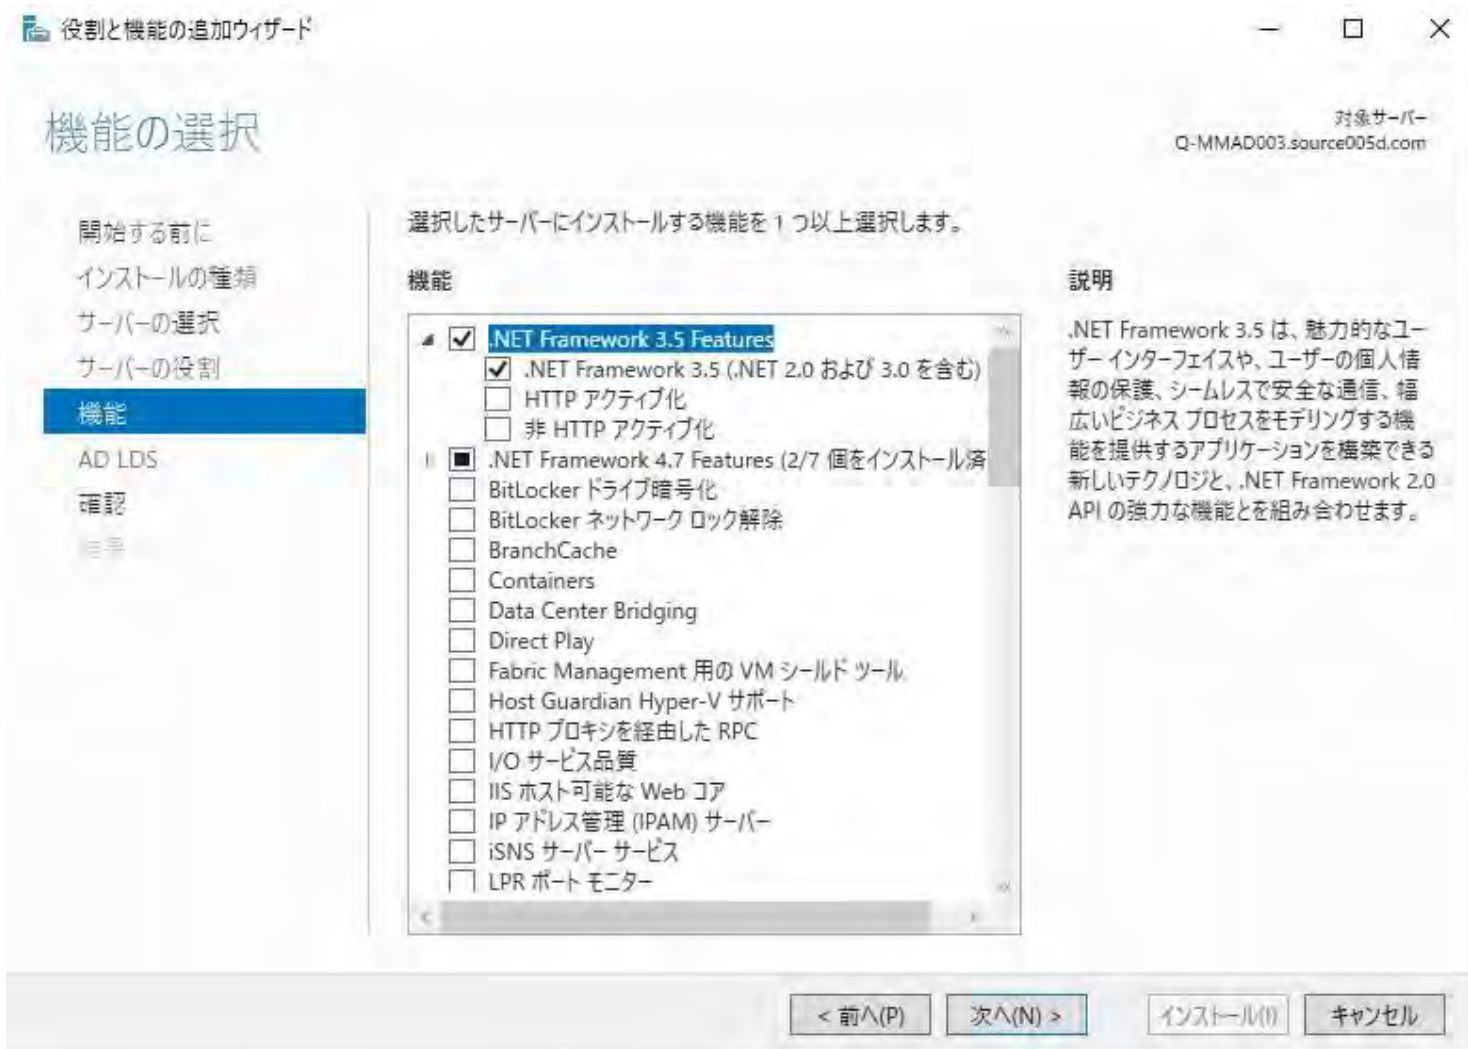 役割と機能の追加ウィザード
機能の選択
対象サーバー
Q-MMAD003.source005d.com
開始する前に
インストールの種類
サーバーの選択
サーバーの役割
機能
AD LDS
確認
結果
選択したサーバーにインストールする機能を 1 つ以上選択します。
機能
.NET Framework 3.5 Features
.NET Framework 3.5 (.NET 2.0 および 3.0 を含む)
HTTP アクティブ化
非 HTTP アクティブ化
.NET Framework 4.7 Features (2/7 個をインストール済
BitLocker ドライブ暗号化
BitLocker ネットワーク ロック解除
BranchCache
Containers
Data Center Bridging
Direct Play
Fabric Management 用の VM シールド ツール
Host Guardian Hyper-V サポート
HTTP プロキシを経由した RPC
I/O サービス品質
IIS ホスト可能な Web コア
IP アドレス管理 (IPAM) サーバー
iSNS サーバー サービス
LPR ポート モニター
説明
.NET Framework 3.5 は、魅力的なユー
ザー インターフェイスや、ユーザーの個人情
報の保護、シームレスで安全な通信、幅
広いビジネス プロセスをモデリングする機
能を提供するアプリケーションを構築できる
新しいテクノロジと、.NET Framework 2.0
API の強力な機能とを組み合わせます。
< 前へ(P)
次へ(N) >
インストール(I)
キャンセル